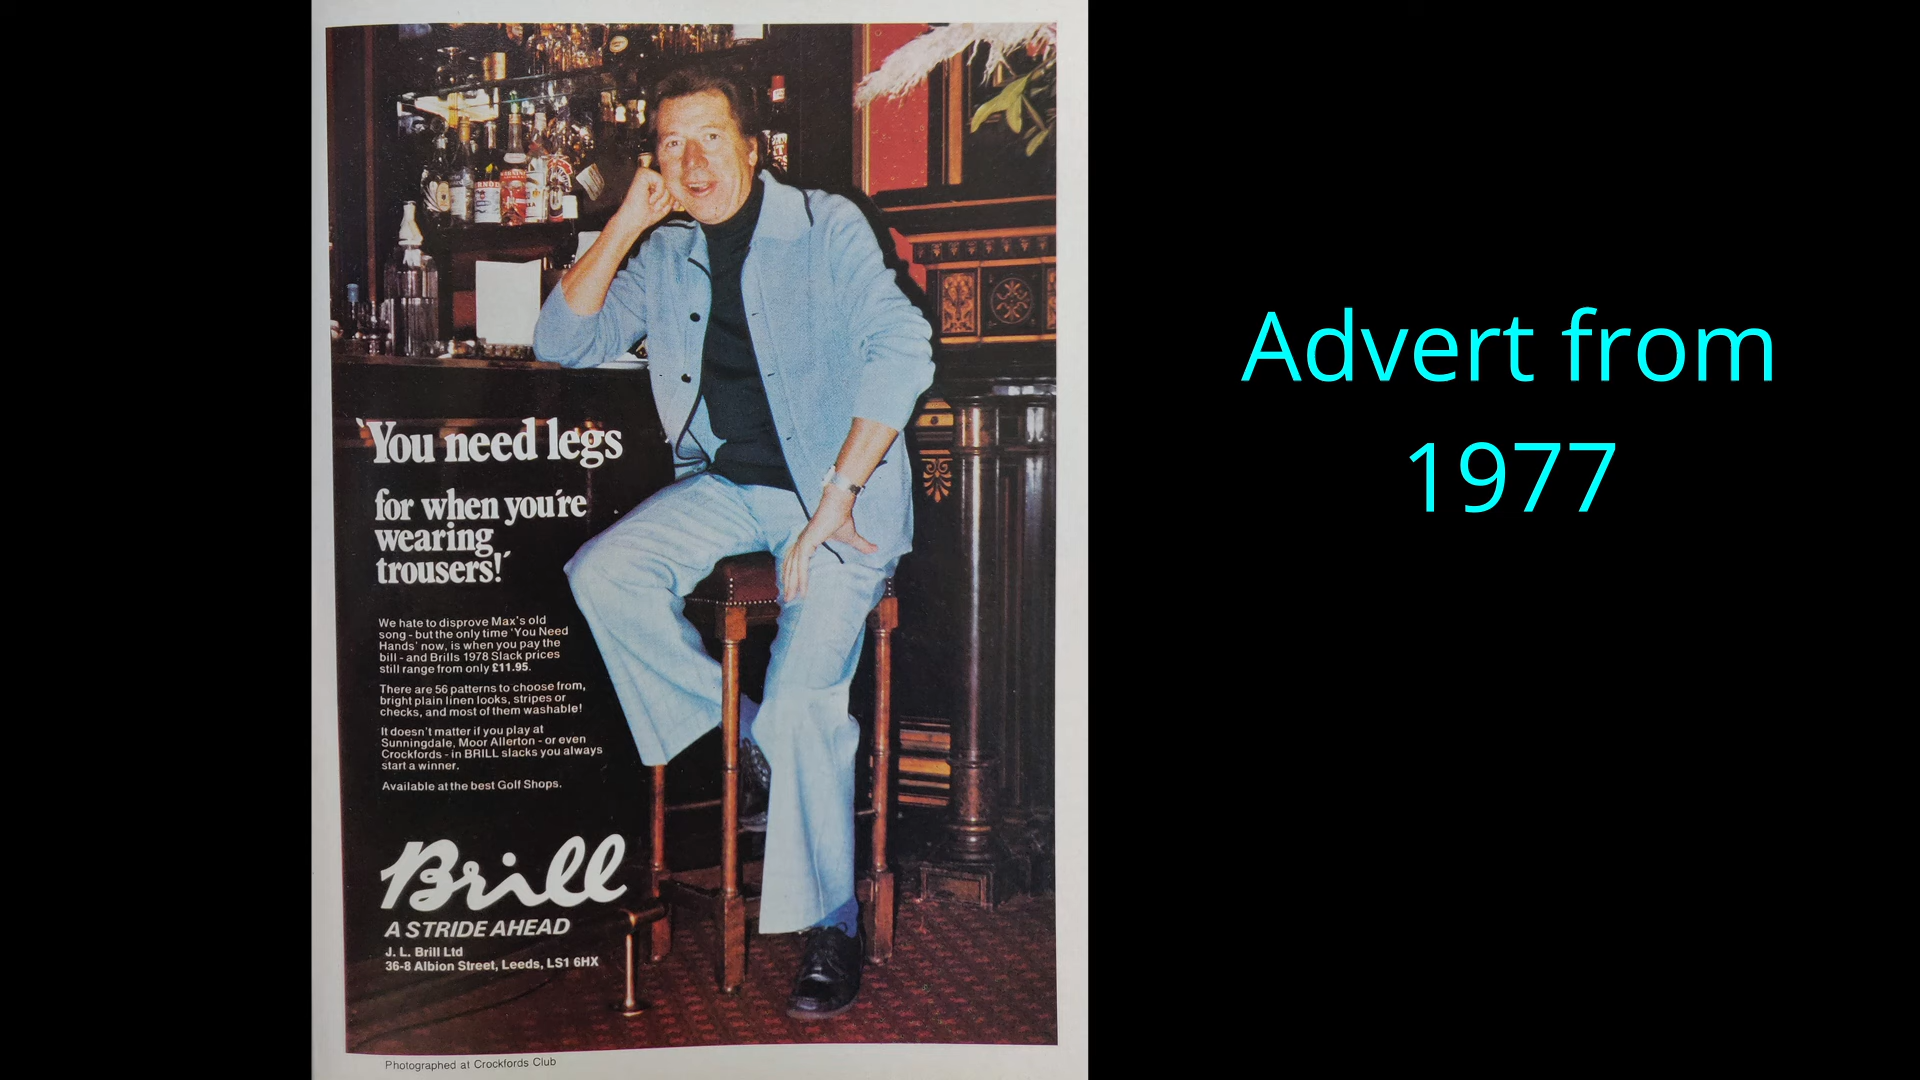 'You need legs
for when you're
wearing
trousers!'
We hate to disprove Max's old
song - but the only time 'You Need
Hands' now, is when you pay the
bill - and Brills 1978 Slack prices
still range from only £11.95.
There are 56 patterns to choose from,
bright plain linen looks, stripes or
checks, and most of them washable!
It doesn't matter if you play at
Sunningdale, Moor Allerton - or even
Crockfords - in BRILL slacks you always
start a winner.
Available at the best Golf Shops.
Brill
A STRIDE AHEAD
J. L. Brill Ltd
36-8 Albion Street, Leeds, LS1 6HX
Photographed at Crockfords Club
Advert from
1977